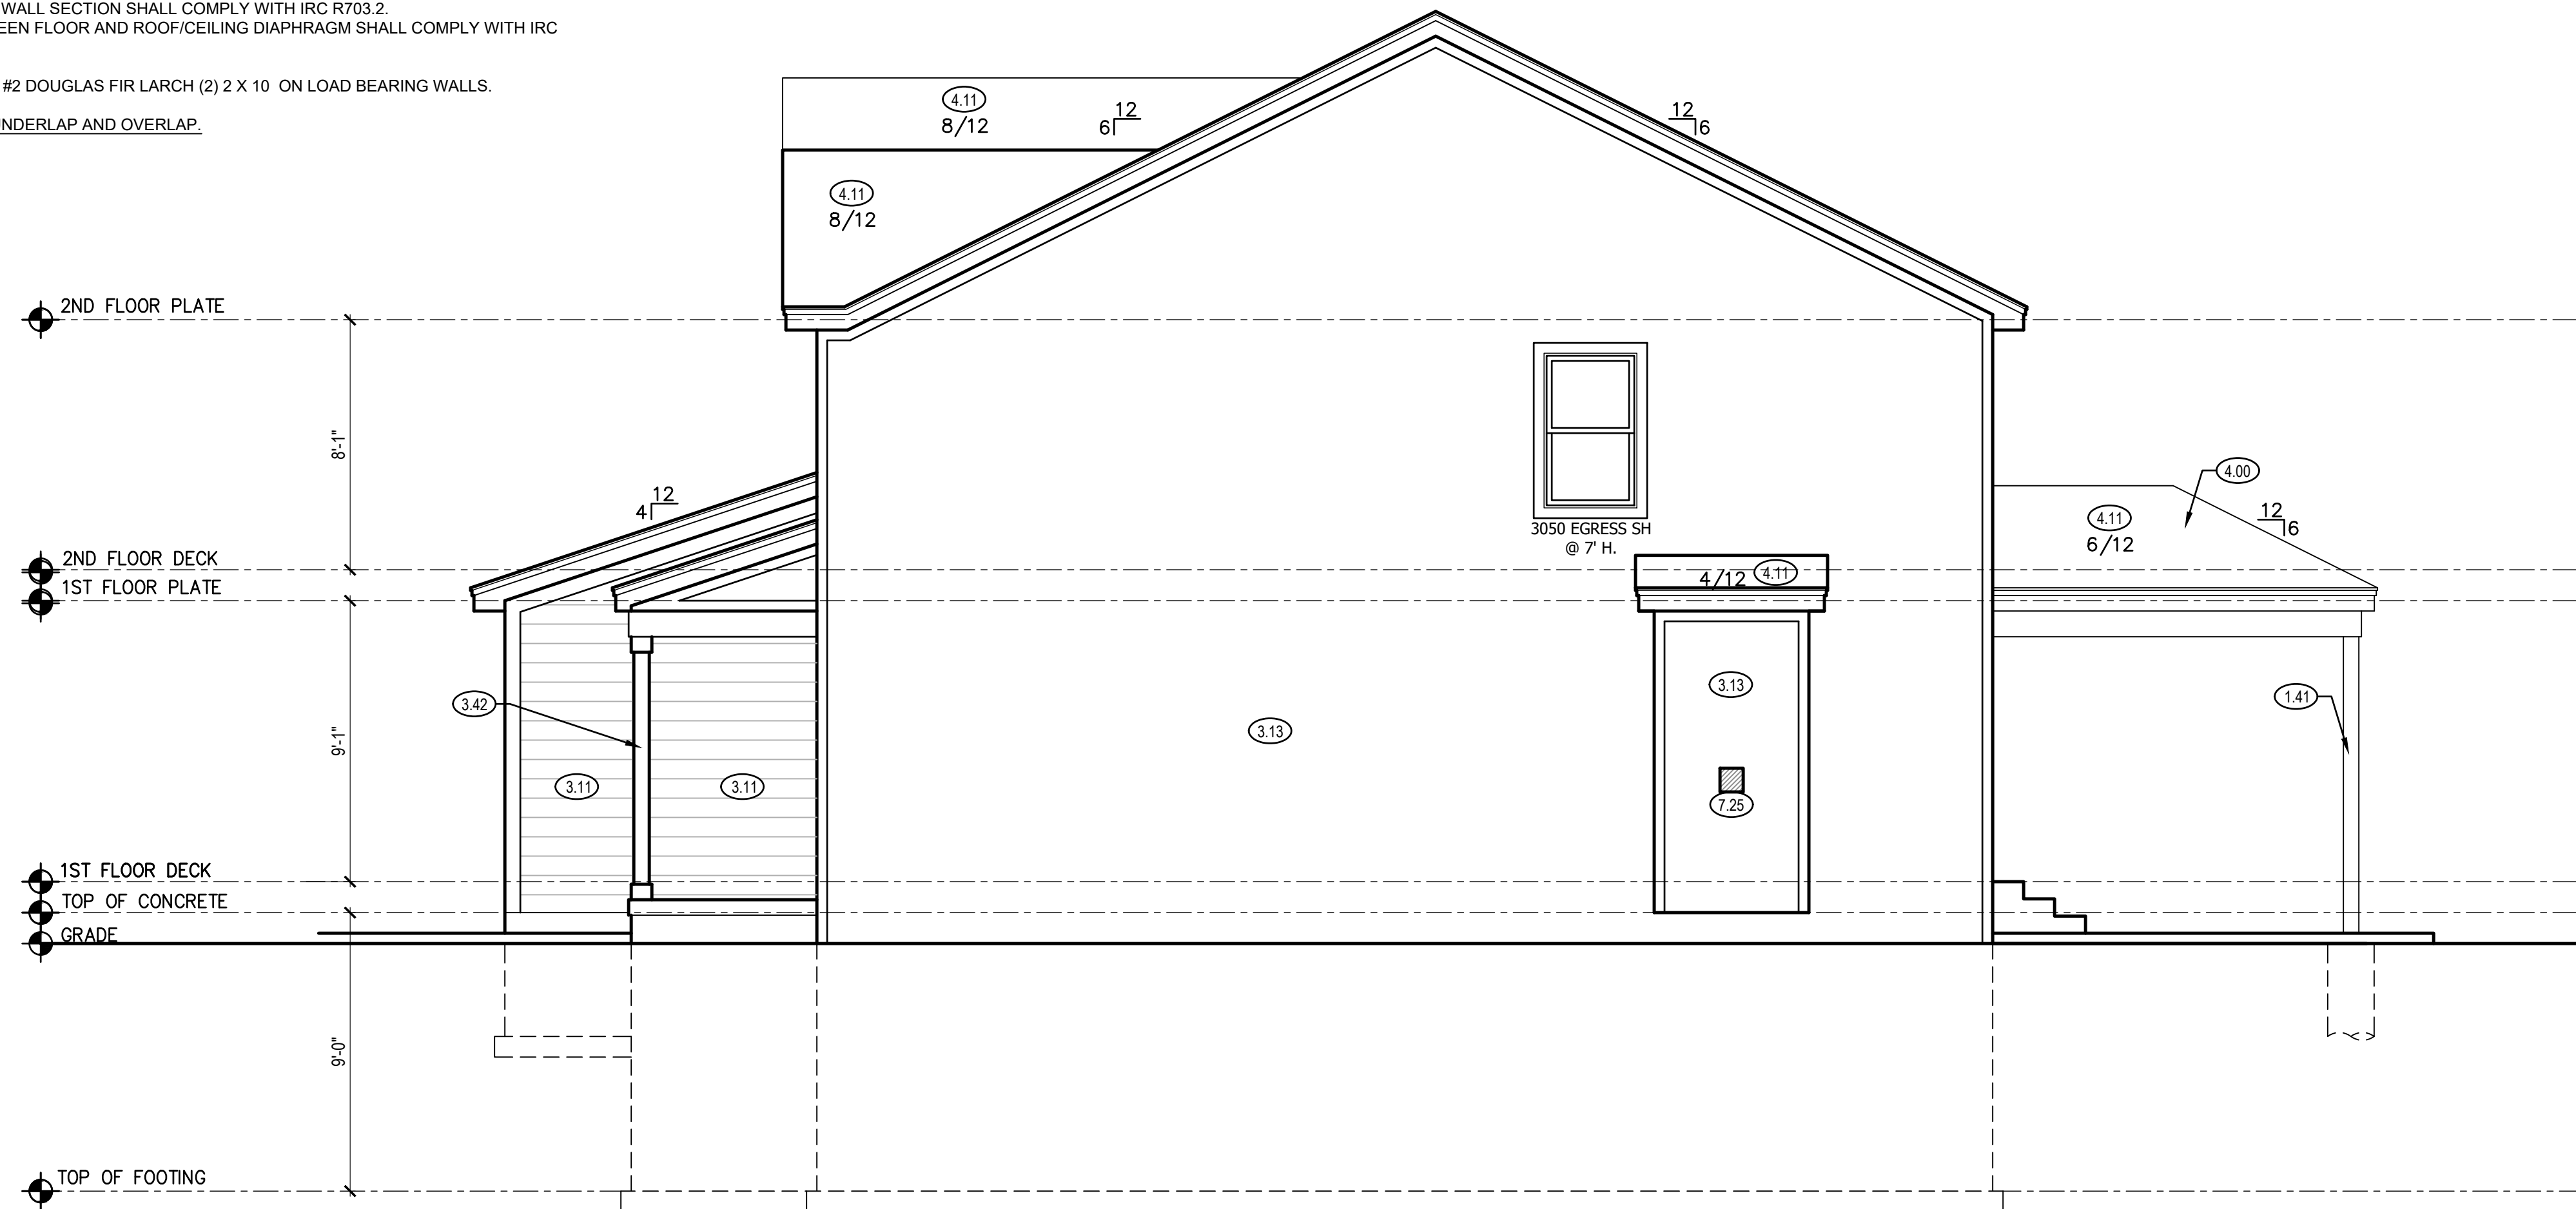 WALL SECTION SHALL COMPLY WITH IRC R703.2.
EEN FLOOR AND ROOF/CEILING DIAPHRAGM SHALL COMPLY WITH IRC
#2 DOUGLAS FIR LARCH (2) 2 X 10 ON LOAD BEARING WALLS.
UNDERLAP AND OVERLAP.
4.11
8/12
12
6
12
6
4.11
8/12
2ND FLOOR PLATE
8'-1"
12
4
3050 EGRESS SH
@ 7' H.
4.00
4.11
6/12
12
6
2ND FLOOR DECK
1ST FLOOR PLATE
4/12
4.11
3.42
9'-1"
3.11
3.11
3.13
3.13
7.25
1.41
1ST FLOOR DECK
TOP OF CONCRETE
GRADE
9'-0"
TOP OF FOOTING